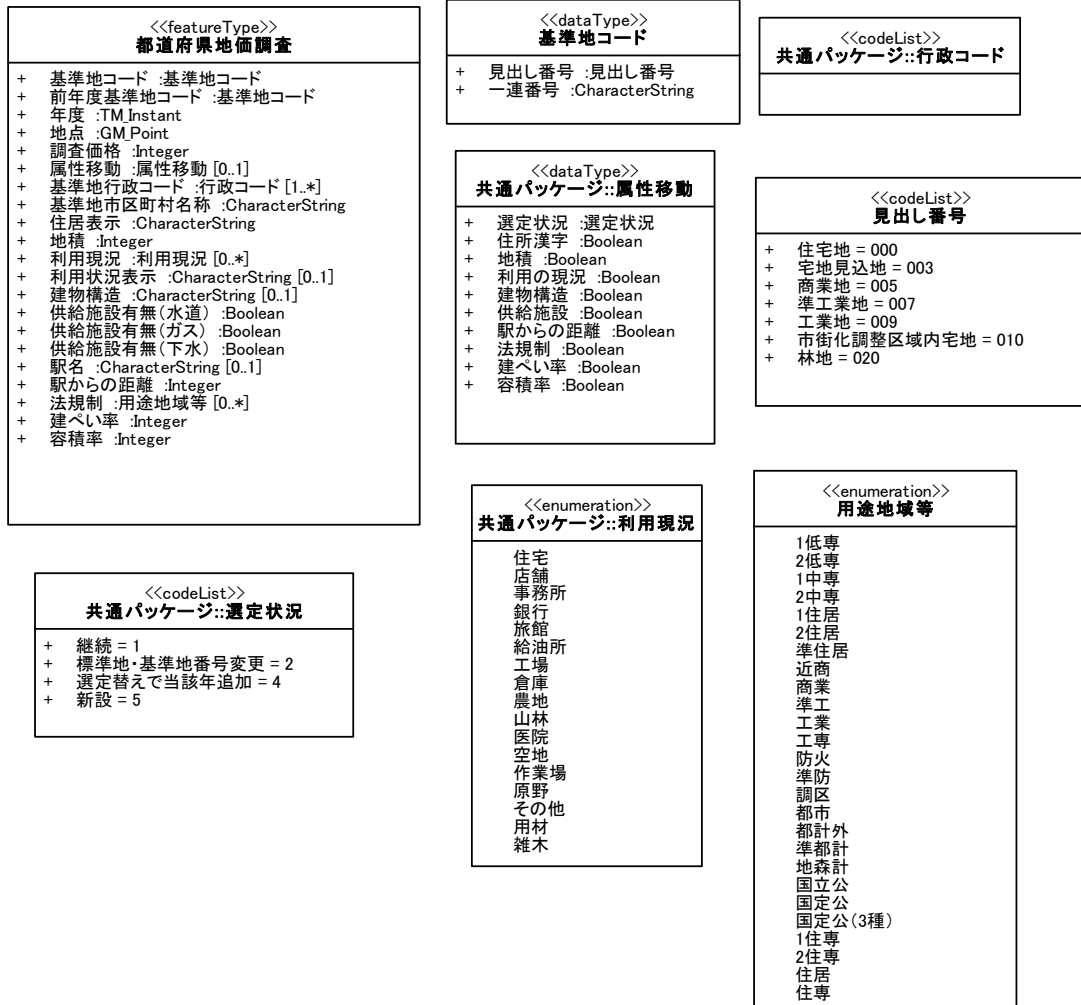 <<featureType>>
都道府県地価調査
+ 基準地コード :基準地コード
+ 前年度基準地コード :基準地コード
+ 年度 :TM_Instant
+ 地点 :GM_Point
+ 調査価格 :Integer
+ 属性移動 :属性移動 [0..1]
+ 基準地行政コード :行政コード [1..*]
+ 基準地市区町村名称 :CharacterString
+ 住居表示 :CharacterString
+ 地積 :Integer
+ 利用現況 :利用現況 [0..*]
+ 利用状況表示 :CharacterString [0..1]
+ 建物構造 :CharacterString [0..1]
+ 供給施設有無(水道) :Boolean
+ 供給施設有無(ガス) :Boolean
+ 供給施設有無(下水) :Boolean
+ 駅名 :CharacterString [0..1]
+ 駅からの距離 :Integer
+ 法規制 :用途地域等 [0..*]
+ 建ぺい率 :Integer
+ 容積率 :Integer
<<dataType>>
基準地コード
+ 見出し番号 :見出し番号
+ 一連番号 :CharacterString
<<codeList>>
共通パッケージ::行政コード
<<dataType>>
共通パッケージ::属性移動
+ 選定状況 :選定状況
+ 住所漢字 :Boolean
+ 地積 :Boolean
+ 利用の現況 :Boolean
+ 建物構造 :Boolean
+ 供給施設 :Boolean
+ 駅からの距離 :Boolean
+ 法規制 :Boolean
+ 建ぺい率 :Boolean
+ 容積率 :Boolean
<<codeList>>
見出し番号
+ 住宅地 = 000
+ 宅地見込地 = 003
+ 商業地 = 005
+ 準工業地 = 007
+ 工業地 = 009
+ 市街化調整区域内宅地 = 010
+ 林地 = 020
<<codeList>>
共通パッケージ::選定状況
+ 継続 = 1
+ 標準地・基準地番号変更 = 2
+ 選定替えで当該年追加 = 4
+ 新設 = 5
<<enumeration>>
共通パッケージ::利用現況
住宅
店舗
事務所
銀行
旅館
給油所
工場
倉庫
農地
山林
医院
空地
作業場
原野
その他
用材
雑木
<<enumeration>>
用途地域等
1低専
2低専
1中専
2中専
1住居
2住居
準住居
近商
商業
準工
工業
工専
防火
準防
調区
都市
都計外
準都計
地森計
国立公
国定公
国定公(3種)
1住専
2住専
住居
住専